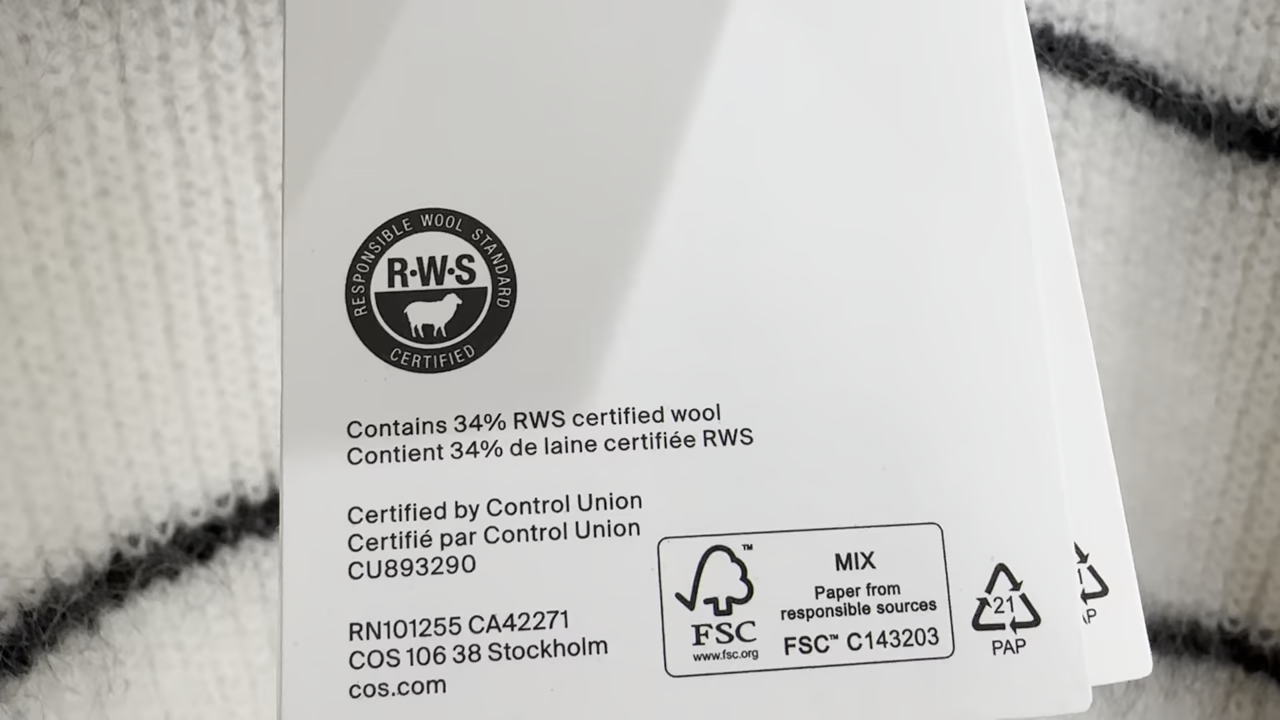 RESPONSIBLE WOOL STANDARD
R·W·S
CERTIFIED
Contains 34% RWS certified wool
Contient 34% de laine certifiée RWS
Certified by Control Union
Certifié par Control Union
CU893290
RN101255 CA42271
COS 106 38 Stockholm
cos.com
FSC
www.fsc.org
MIX
Paper from
responsible sources
FSC™ C143203
21
PAP